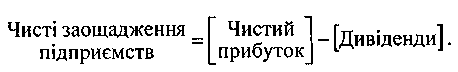 Чисті заощадження підприємств = [Чистий прибуток] – [Дивіденди].